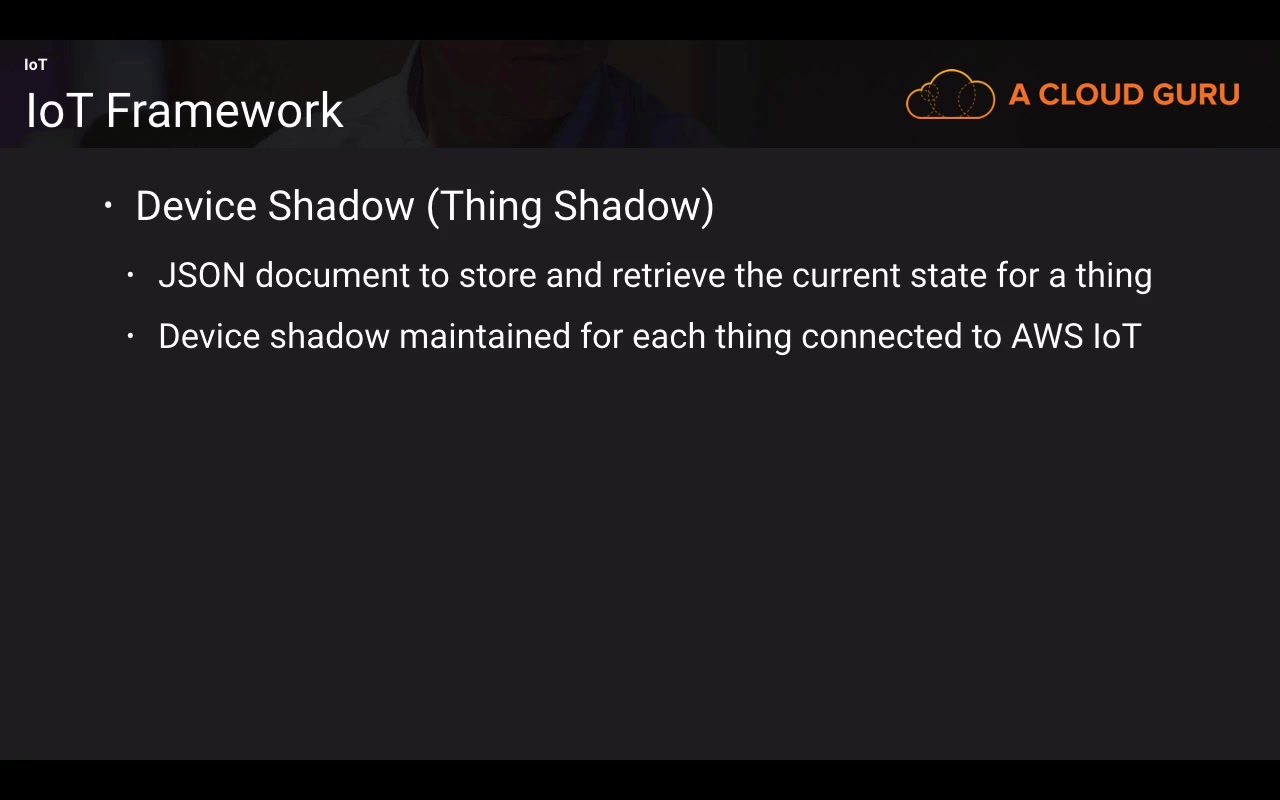 IoT
IoT Framework
A CLOUD GURU
• Device Shadow (Thing Shadow)
• JSON document to store and retrieve the current state for a thing
• Device shadow maintained for each thing connected to AWS IoT